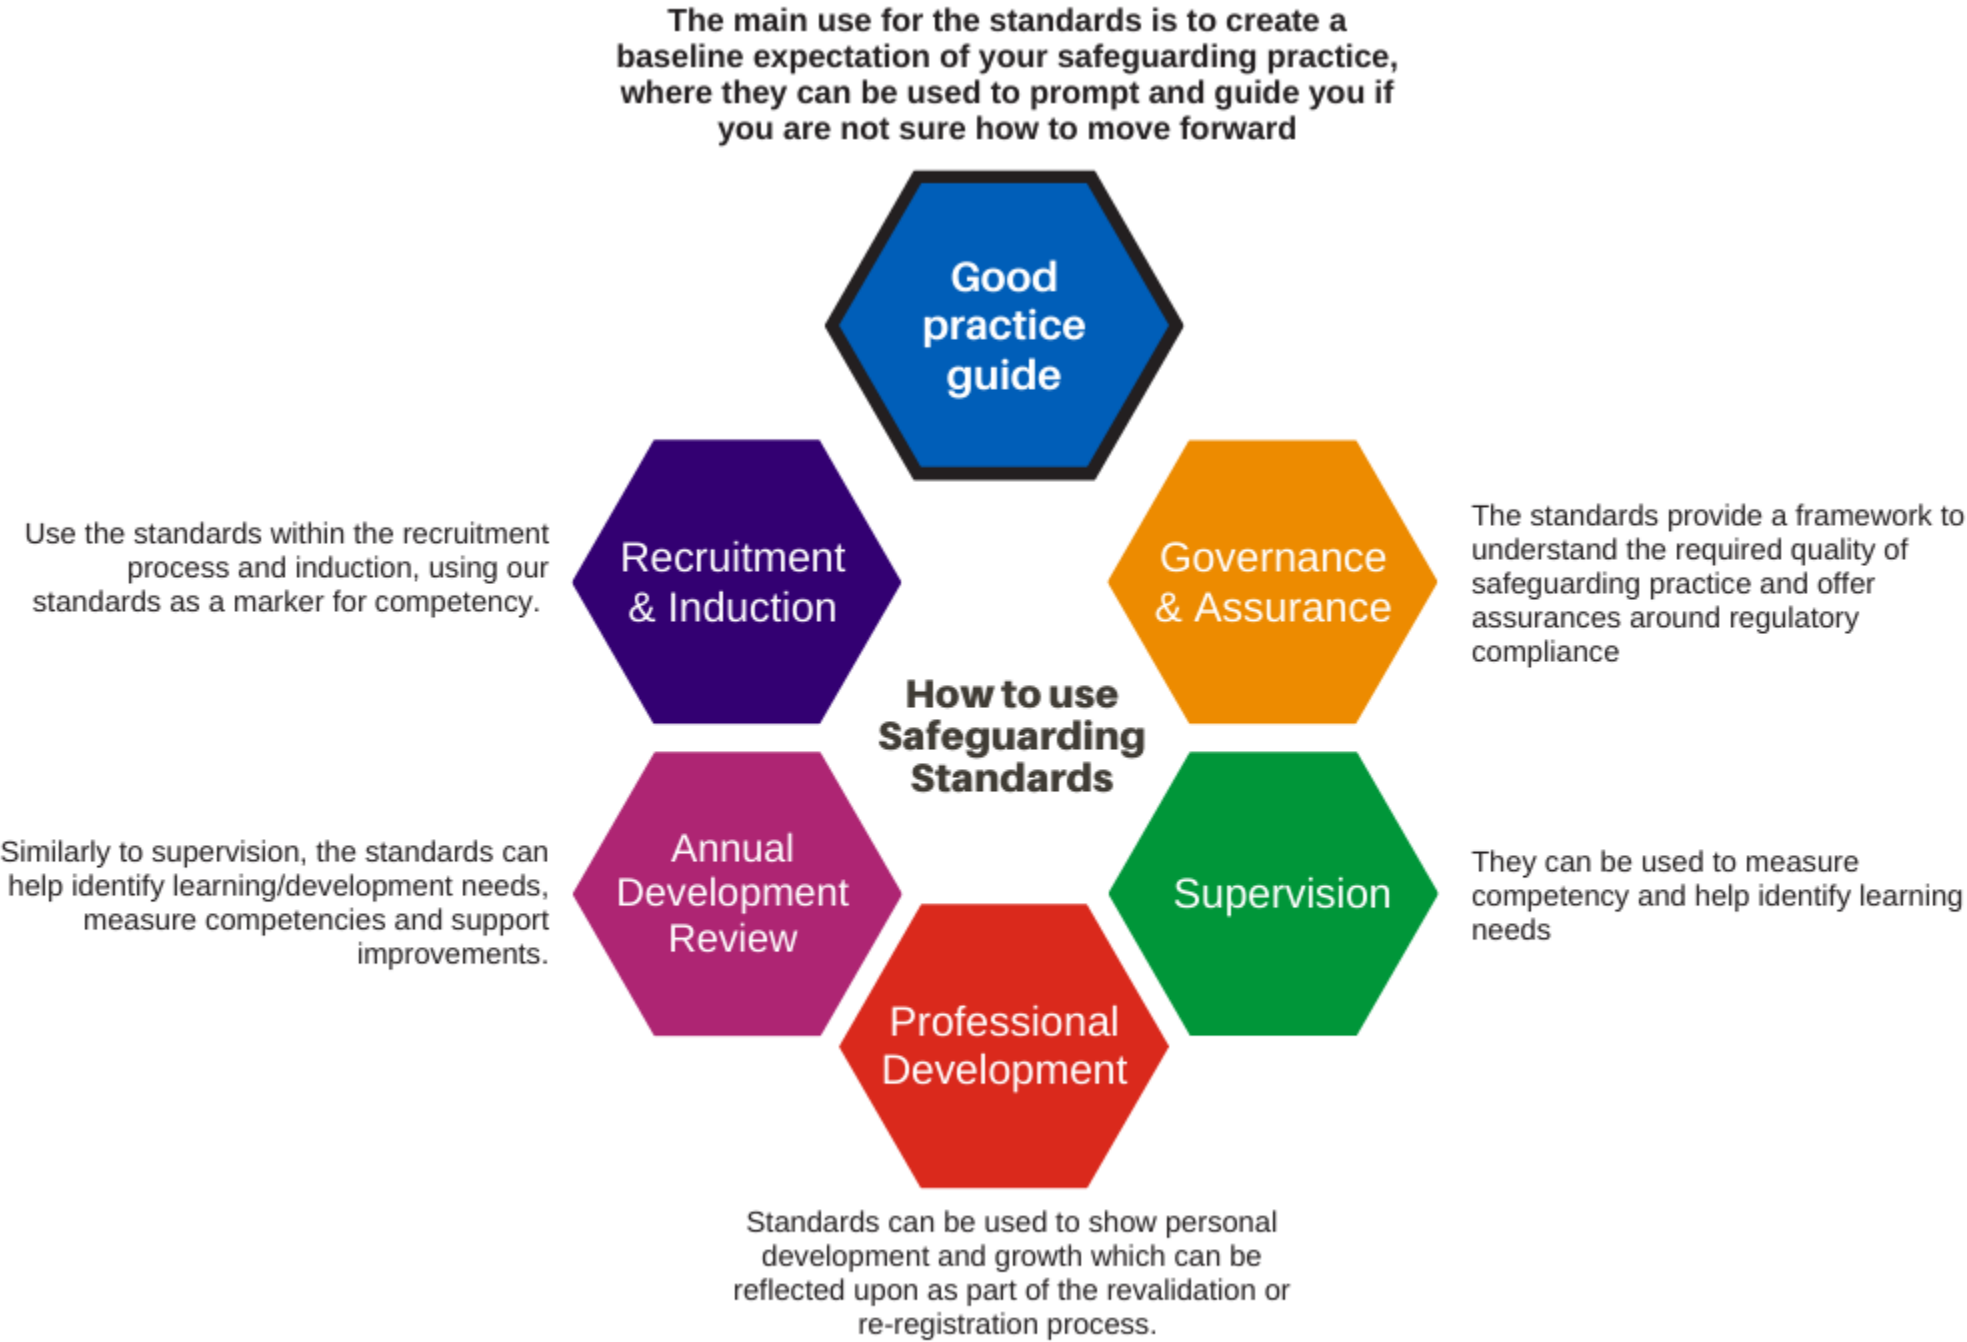 The main use for the standards is to create a
baseline expectation of your safeguarding practice,
where they can be used to prompt and guide you if
you are not sure how to move forward
Good
practice
guide
Recruitment
& Induction
Use the standards within the recruitment
process and induction, using our
standards as a marker for competency.
Governance
& Assurance
The standards provide a framework to
understand the required quality of
safeguarding practice and offer
assurances around regulatory
compliance
How to use
Safeguarding
Standards
Annual
Development
Review
Similarly to supervision, the standards can
help identify learning/development needs,
measure competencies and support
improvements.
Supervision
They can be used to measure
competency and help identify learning
needs
Professional
Development
Standards can be used to show personal
development and growth which can be
reflected upon as part of the revalidation or
re-registration process.